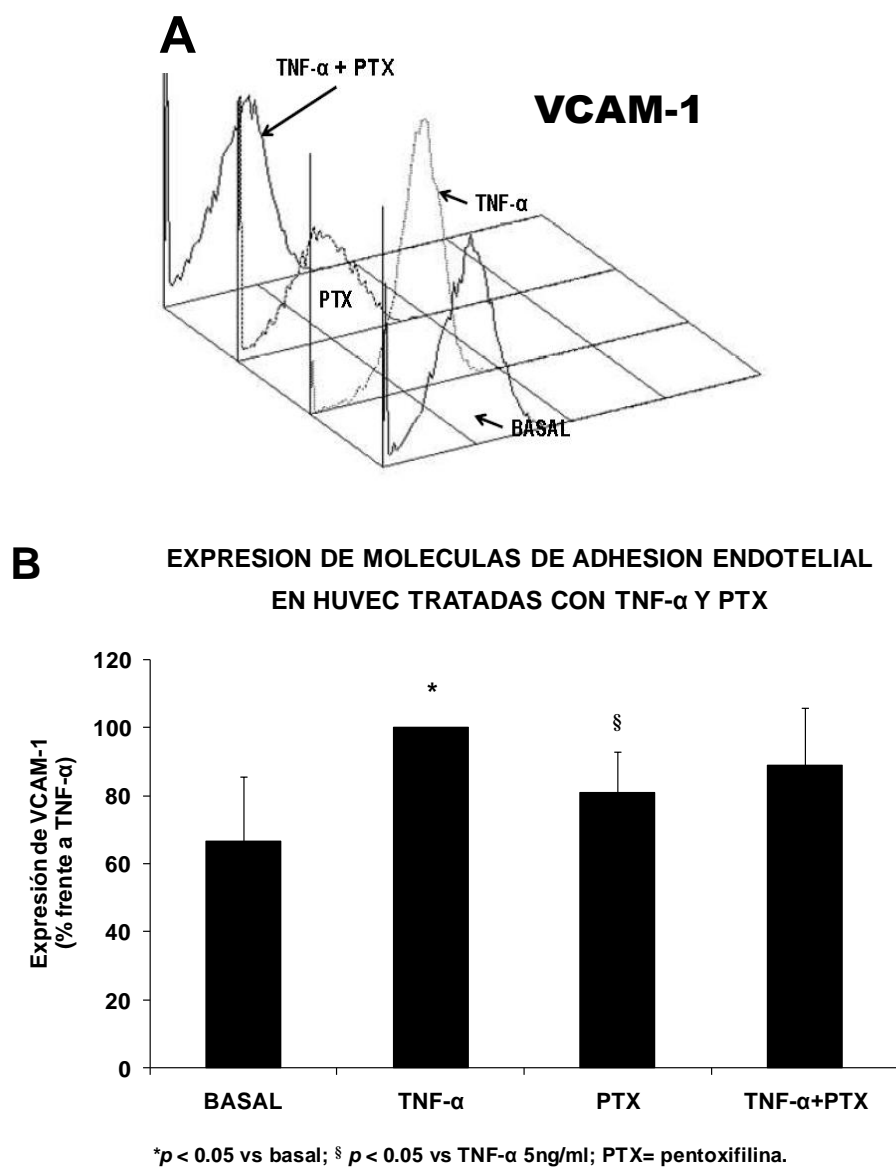 A
TNF-α + PTX
VCAM-1
TNF-α
PTX
BASAL
B
EXPRESION DE MOLECULAS DE ADHESION ENDOTELIAL
EN HUVEC TRATADAS CON TNF-α Y PTX
Expresión de VCAM-1
(% frente a TNF-α)
120
100
80
60
40
20
0
*
§
BASAL
TNF-α
PTX
TNF-α+PTX
*p < 0.05 vs basal; § p < 0.05 vs TNF-α 5ng/ml; PTX= pentoxifilina.